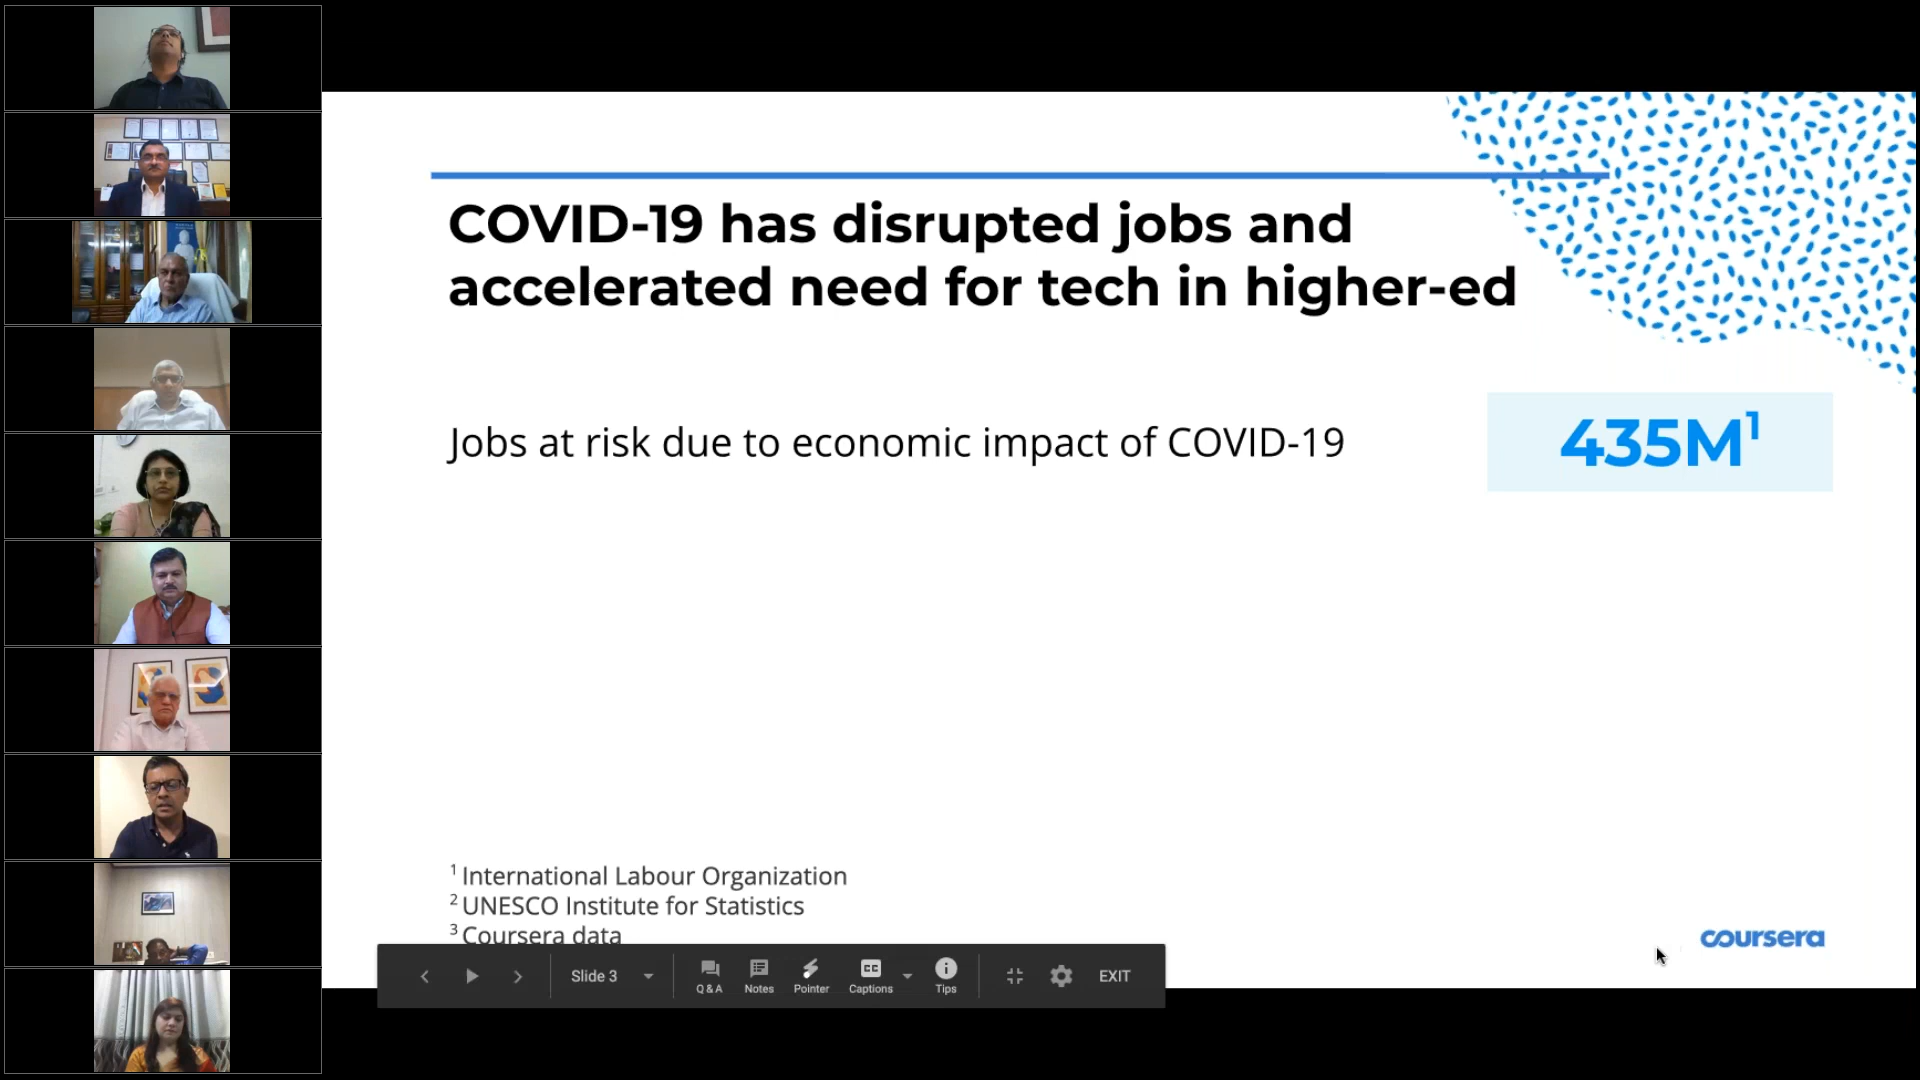 COVID-19 has disrupted jobs and
accelerated need for tech in higher-ed
Jobs at risk due to economic impact of COVID-19
435M¹
¹ International Labour Organization
² UNESCO Institute for Statistics
³ Coursera data
coursera
Slide 3
Q & A
Notes
Pointer
CC
Captions
Tips
EXIT